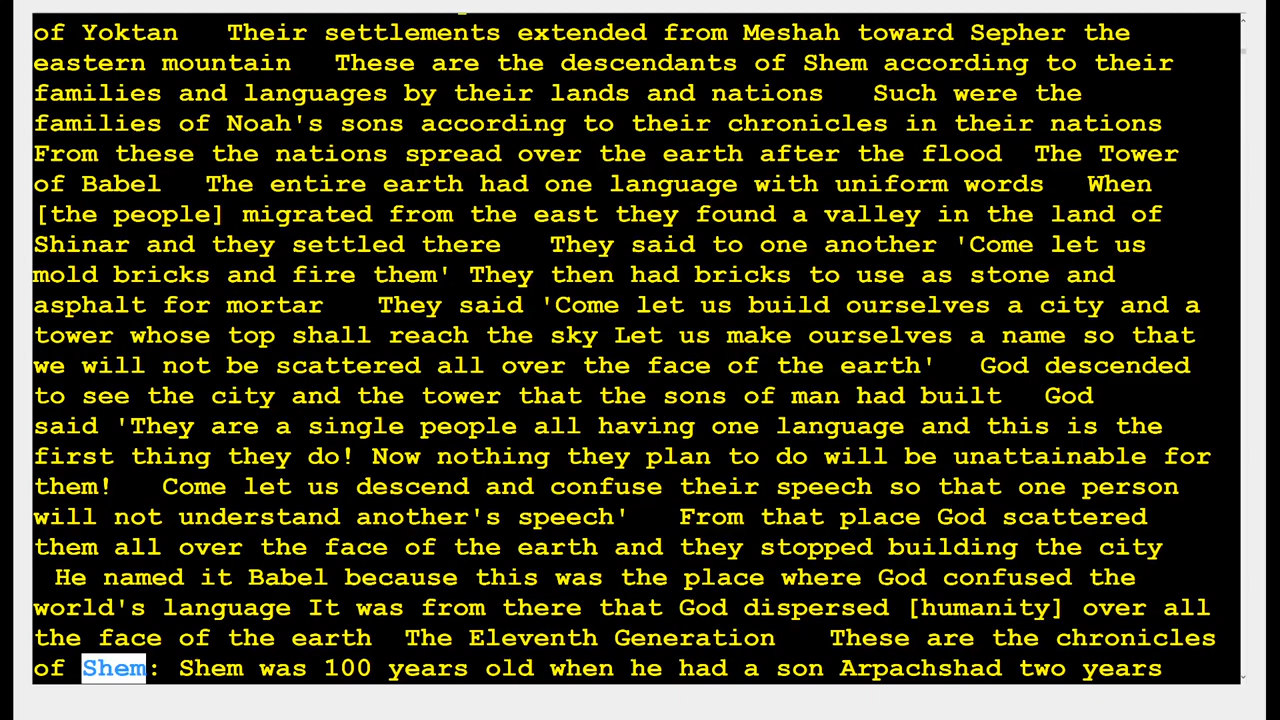 of Yoktan   Their settlements extended from Meshah toward Sepher the
eastern mountain   These are the descendants of Shem according to their
families and languages by their lands and nations   Such were the
families of Noah's sons according to their chronicles in their nations
From these the nations spread over the earth after the flood  The Tower
of Babel   The entire earth had one language with uniform words   When
[the people] migrated from the east they found a valley in the land of
Shinar and they settled there   They said to one another 'Come let us
mold bricks and fire them' They then had bricks to use as stone and
asphalt for mortar   They said 'Come let us build ourselves a city and a
tower whose top shall reach the sky Let us make ourselves a name so that
we will not be scattered all over the face of the earth'   God descended
to see the city and the tower that the sons of man had built   God
said 'They are a single people all having one language and this is the
first thing they do! Now nothing they plan to do will be unattainable for
them!   Come let us descend and confuse their speech so that one person
will not understand another's speech'   From that place God scattered
them all over the face of the earth and they stopped building the city
He named it Babel because this was the place where God confused the
world's language It was from there that God dispersed [humanity] over all
the face of the earth  The Eleventh Generation   These are the chronicles
of Shem: Shem was 100 years old when he had a son Arpachshad two years